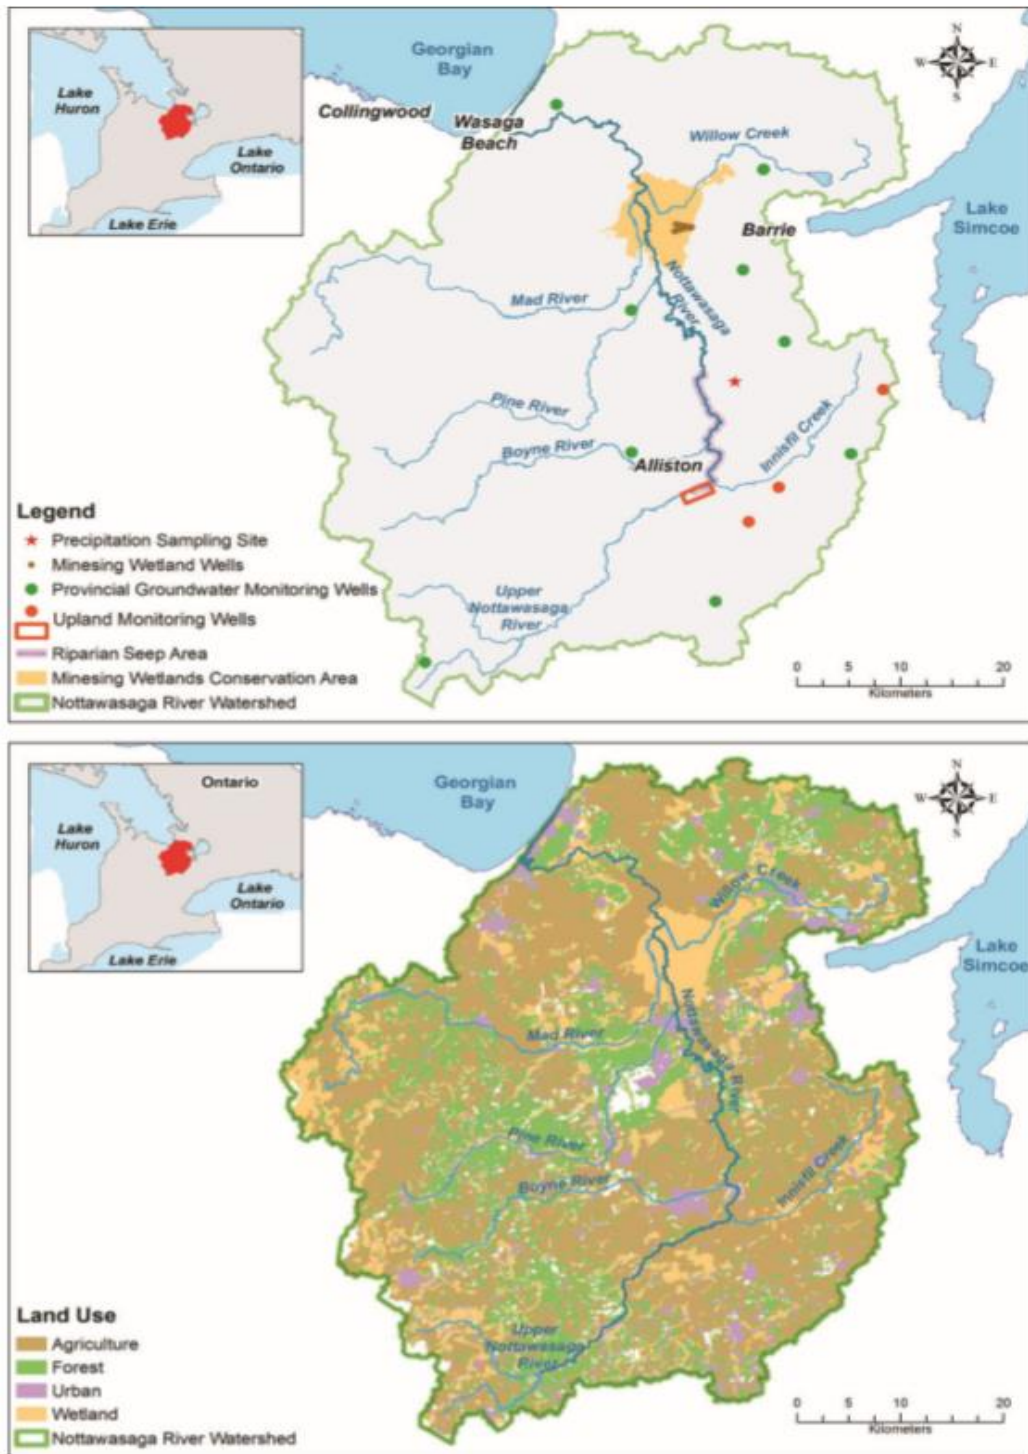 Georgian
Bay
N
W E
S
Lake
Huron
Collingwood
Wasaga
Beach
Willow Creek
Lake
Ontario
Lake
Simcoe
Lake Erie
Barrie
Nottawasaga
River
Mad River
Pine River
Innisfil Creek
Boyne River
Alliston
Legend
Precipitation Sampling Site
Minesing Wetland Wells
Provincial Groundwater Monitoring Wells
Upland Monitoring Wells
Riparian Seep Area
Minesing Wetlands Conservation Area
Nottawasaga River Watershed
Upper
Nottawasaga
River
0 5 10 20
Kilometers
Ontario
Georgian
Bay
N
W E
S
Lake
Huron
Lake
Ontario
Lake Erie
Willow Creek
Lake
Simcoe
Nottawasaga River
Mad River
Pine River
Innisfil Creek
Boyne River
Land Use
Agriculture
Forest
Urban
Wetland
Nottawasaga River Watershed
Upper
Nottawasaga
River
0 5 10 20
Kilometers